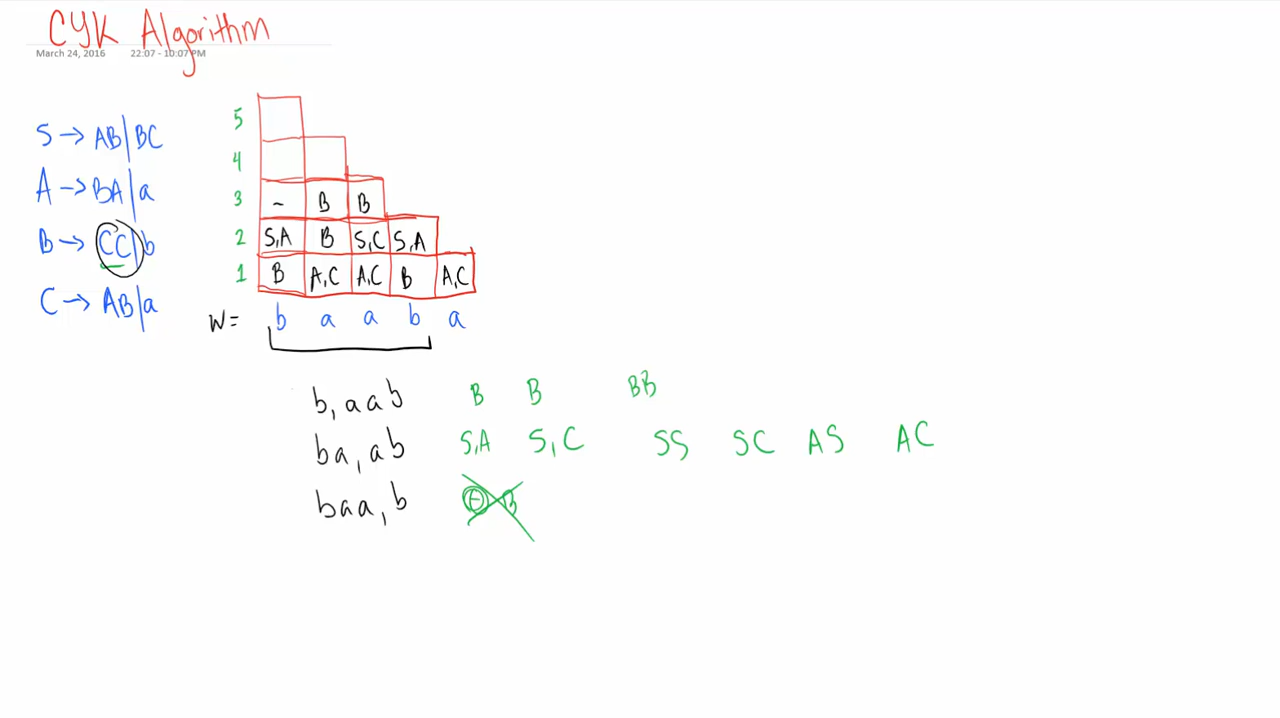 CYK Algorithm
March 24, 2016 22:07 - 10:07 PM
S → AB|BC
A → BA|a
B → CC|b
C → AB|a
5
4
3 - B B
2 S,A B S,C S,A
1 B A,C A,C B A,C
W= b a a b a
b, aab B B BB
ba, ab S,A S,C SS SC AS AC
baa, b B